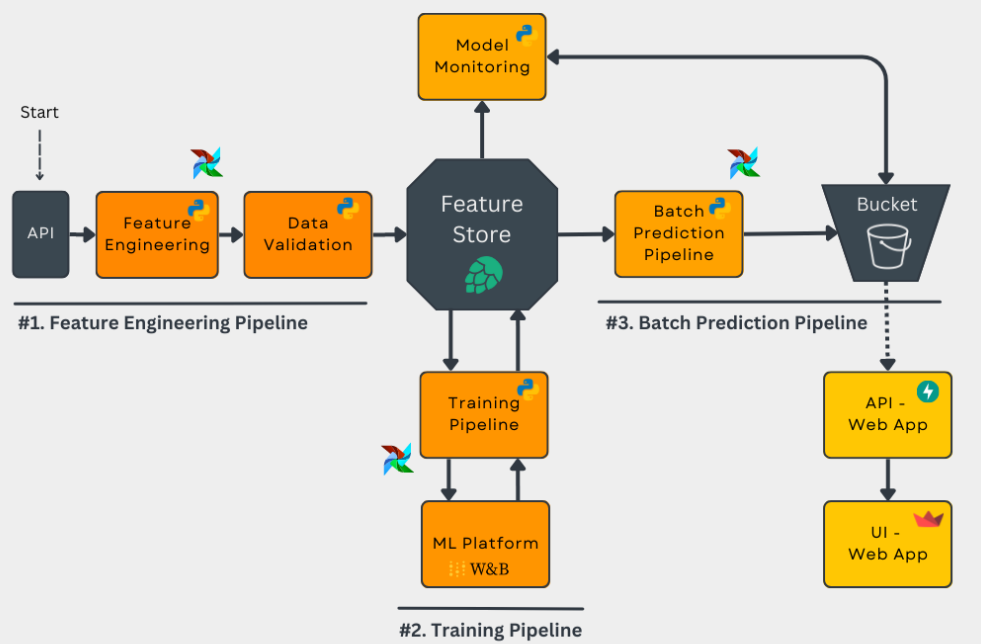 Model
Monitoring
Start
API
Feature
Engineering
Data
Validation
Feature
Store
Batch
Prediction
Pipeline
Bucket
#1. Feature Engineering Pipeline
#3. Batch Prediction Pipeline
Training
Pipeline
API -
Web App
ML Platform
W&B
UI -
Web App
#2. Training Pipeline